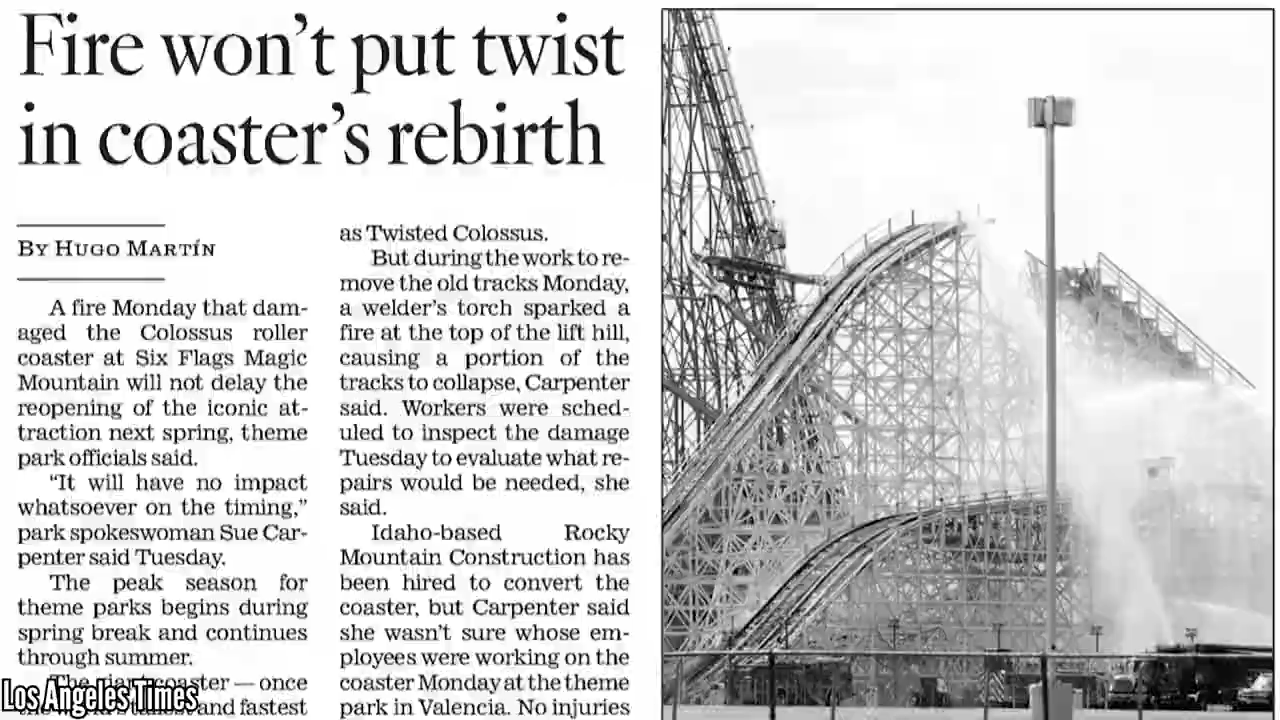 Fire won't put twist
in coaster's rebirth
BY HUGO MARTÍN
A fire Monday that dam-
aged the Colossus roller
coaster at Six Flags Magic
Mountain will not delay the
reopening of the iconic at-
traction next spring, theme
park officials said.
“It will have no impact
whatsoever on the timing,”
park spokeswoman Sue Car-
penter said Tuesday.
The peak season for
theme parks begins during
spring break and continues
through summer.
The giant coaster — once
the world's tallest and fastest
as Twisted Colossus.
But during the work to re-
move the old tracks Monday,
a welder's torch sparked a
fire at the top of the lift hill,
causing a portion of the
tracks to collapse, Carpenter
said. Workers were sched-
uled to inspect the damage
Tuesday to evaluate what re-
pairs would be needed, she
said.
Idaho-based Rocky
Mountain Construction has
been hired to convert the
coaster, but Carpenter said
she wasn't sure whose em-
ployees were working on the
coaster Monday at the theme
park in Valencia. No injuries
Los Angeles Times